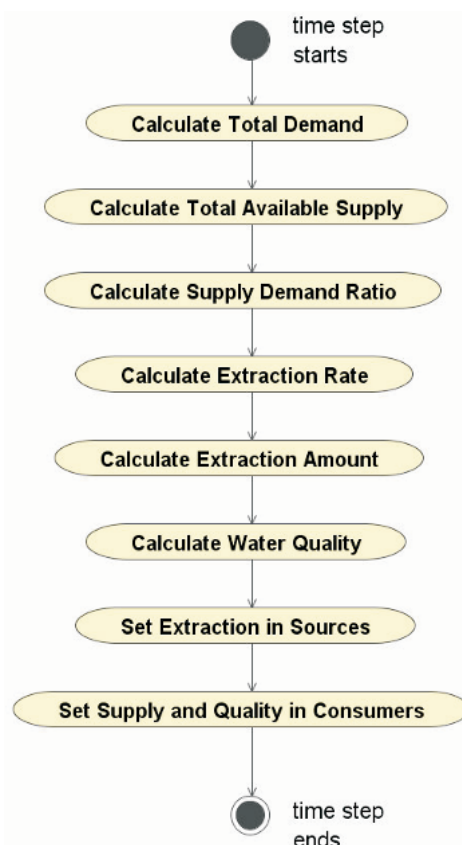 time step
starts
Calculate Total Demand
Calculate Total Available Supply
Calculate Supply Demand Ratio
Calculate Extraction Rate
Calculate Extraction Amount
Calculate Water Quality
Set Extraction in Sources
Set Supply and Quality in Consumers
time step
ends